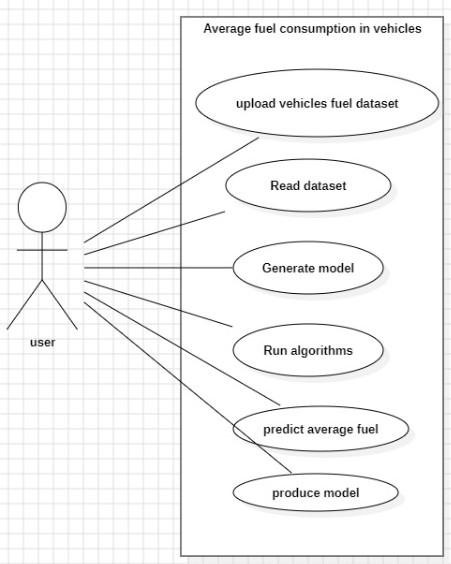 Average fuel consumption in vehicles
upload vehicles fuel dataset
Read dataset
Generate model
Run algorithms
user
predict average fuel
produce model